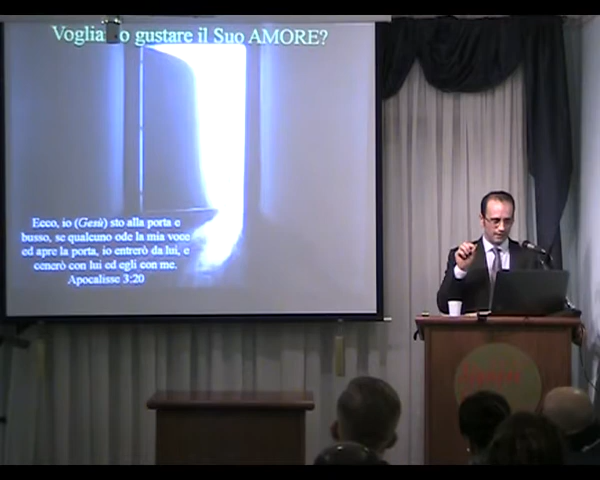 gustare il Suo AMORE?
Ecco, io (Gesù) sto alla porta e
busso, se qualcuno ode la mia voce
ed apre la porta, io entrerò da lui, e
cenerò con lui ed egli con me.
Apocalisse 3:20